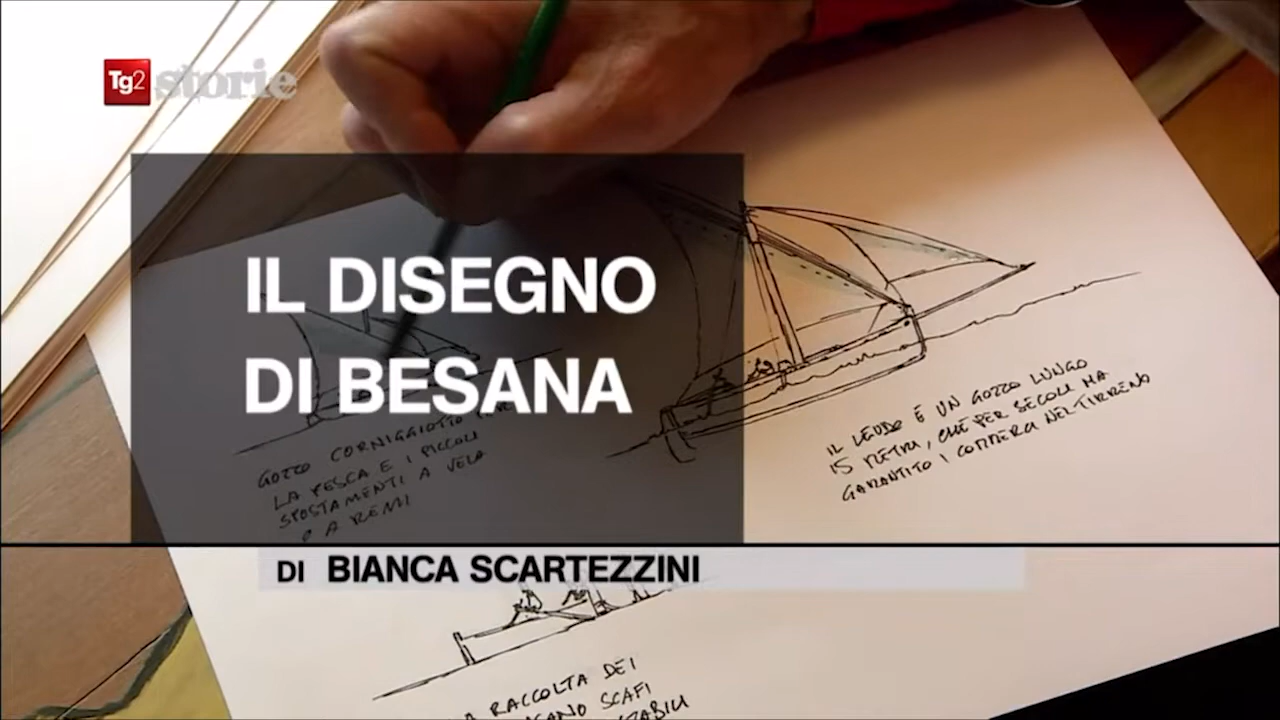 Tg2 storie
IL DISEGNO
DI BESANA
GOZZO CORNIGGIOTTO
LA PESCA E I PICCOLI
SPOSTAMENTI A VELA
O A REMI
IL LEUDO È UN GOZZO LUNGO
15 METRI, CHE PER SECOLI HA
GARANTITO I COMMERCI NEL TIRRENO
DI BIANCA SCARTEZZINI
RACCOLTA DEI
SCAFI